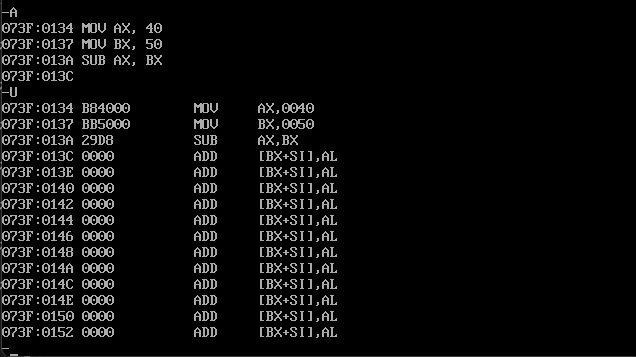 -A
073F:0134 MOV AX, 40
073F:0137 MOV BX, 50
073F:013A SUB AX, BX
073F:013C
-U
073F:0134 B84000 MOV AX,0040
073F:0137 BB5000 MOV BX,0050
073F:013A 29D8 SUB AX,BX
073F:013C 0000 ADD [BX+SI],AL
073F:013E 0000 ADD [BX+SI],AL
073F:0140 0000 ADD [BX+SI],AL
073F:0142 0000 ADD [BX+SI],AL
073F:0144 0000 ADD [BX+SI],AL
073F:0146 0000 ADD [BX+SI],AL
073F:0148 0000 ADD [BX+SI],AL
073F:014A 0000 ADD [BX+SI],AL
073F:014C 0000 ADD [BX+SI],AL
073F:014E 0000 ADD [BX+SI],AL
073F:0150 0000 ADD [BX+SI],AL
073F:0152 0000 ADD [BX+SI],AL
-_